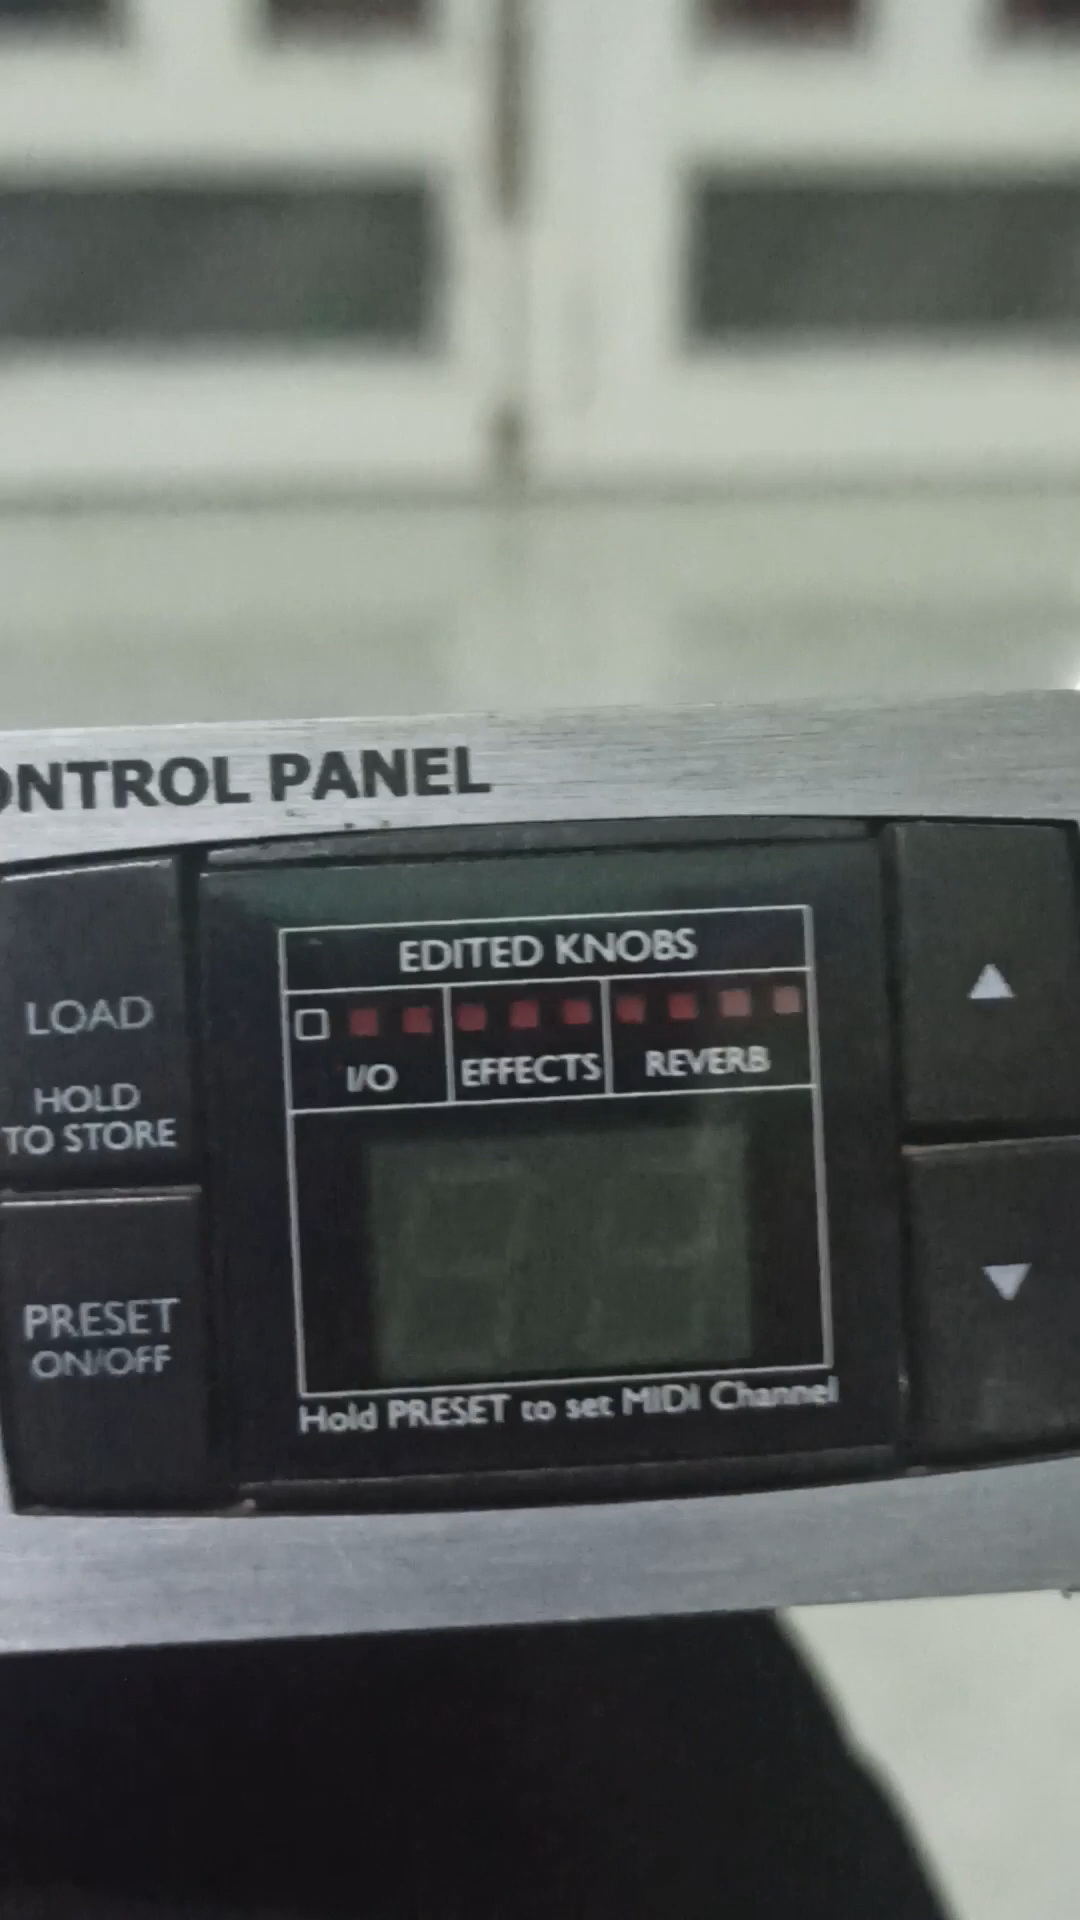 ONTROL PANEL
EDITED KNOBS
I/O EFFECTS REVERB
LOAD
HOLD
TO STORE
PRESET
ON/OFF
Hold PRESET to set MIDI Channel